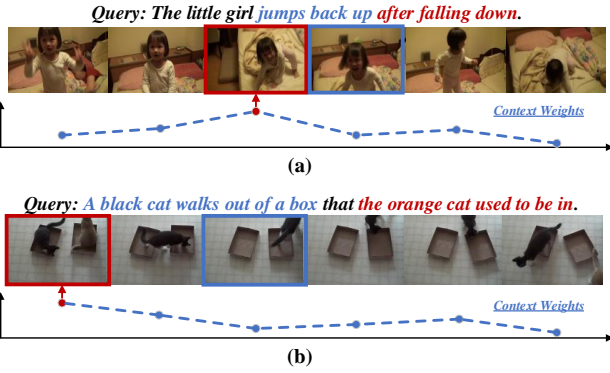 Query: The little girl jumps back up after falling down.
Context Weights
(a)
Query: A black cat walks out of a box that the orange cat used to be in.
Context Weights
(b)